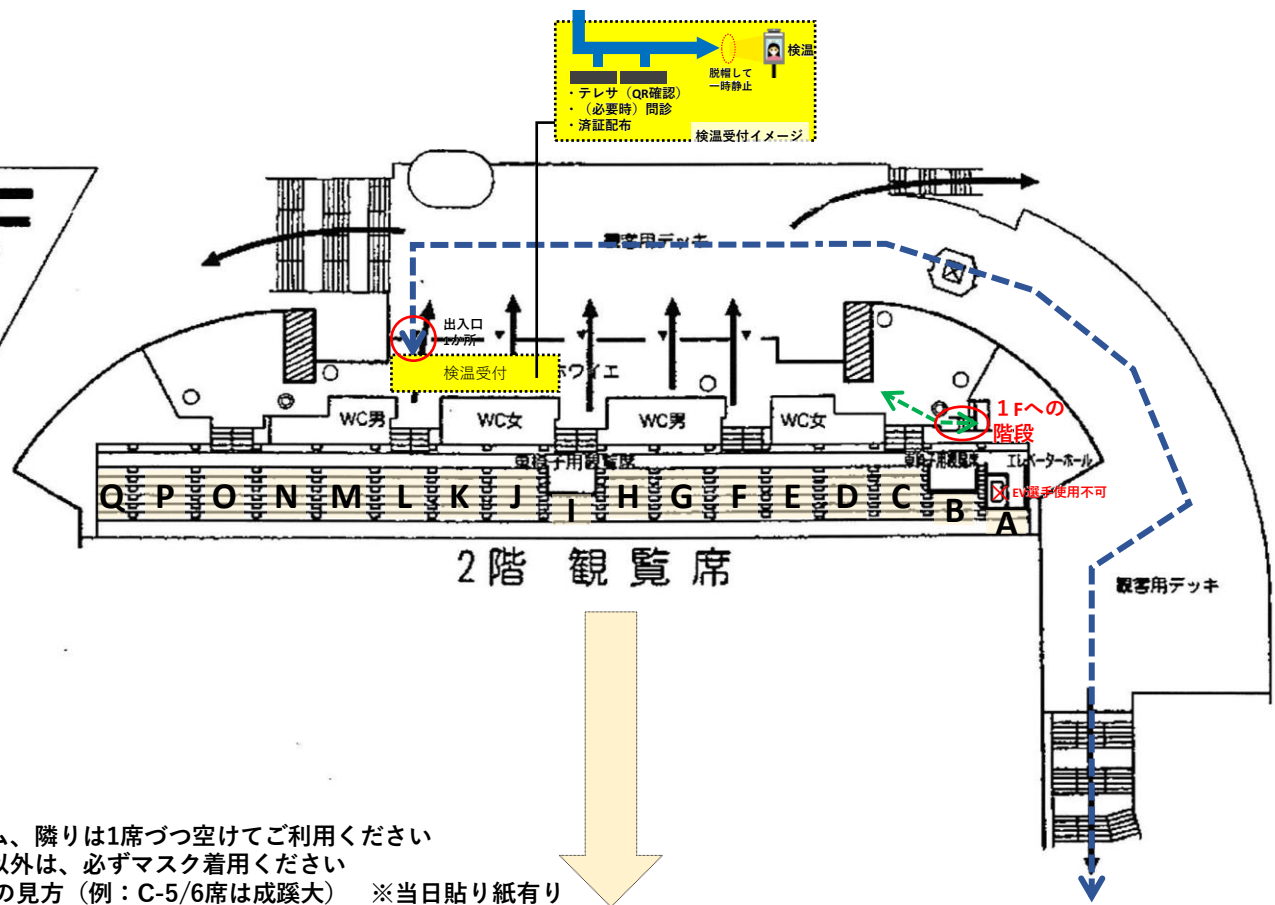 検温
脱帽して
一時静止
・テレサ（QR確認）
・（必要時）問診
・済証配布
検温受付イメージ
観客用デッキ
出入口
1か所
検温受付
ホワイエ
WC男
WC女
WC男
WC女
１Fへの
階段
車椅子用観覧席
車椅子用観覧席
エレベーターホール
EV選手使用不可
Q P O N M L K J I H G F E D C B A
2階 観覧席
観客用デッキ
ム、隣りは1席づつ空けてご利用ください
以外は、必ずマスク着用ください
の見方（例：C-5/6席は成蹊大） ※当日貼り紙有り